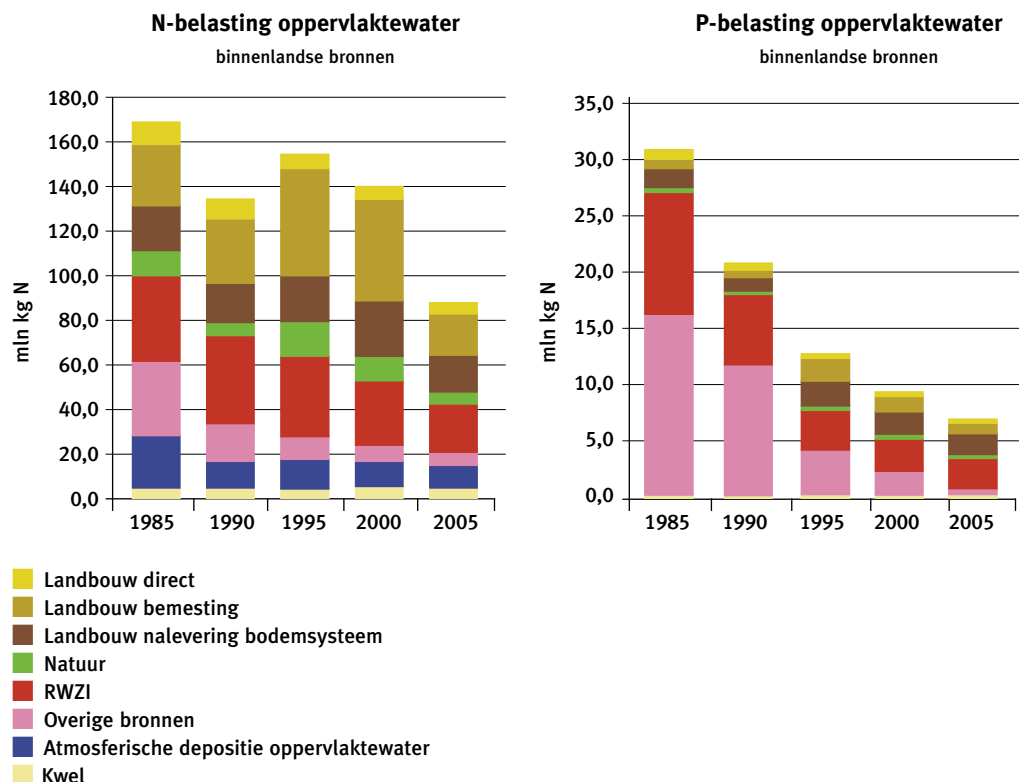 N-belasting oppervlaktewater
binnenlandse bronnen
mln kg N
180,0
160,0
140,0
120,0
100,0
80,0
60,0
40,0
20,0
0,0
1985 1990 1995 2000 2005
P-belasting oppervlaktewater
binnenlandse bronnen
mln kg N
35,0
30,0
25,0
20,0
15,0
10,0
5,0
0,0
1985 1990 1995 2000 2005
Landbouw direct
Landbouw bemesting
Landbouw nalevering bodemsysteem
Natuur
RWZI
Overige bronnen
Atmosferische depositie oppervlaktewater
Kwel